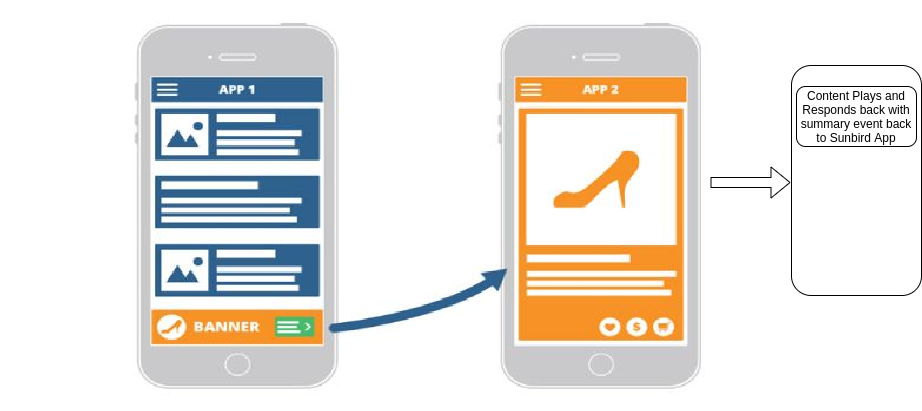 APP 1
BANNER
APP 2
S
Content Plays and
Responds back with
summary event back
to Sunbird App